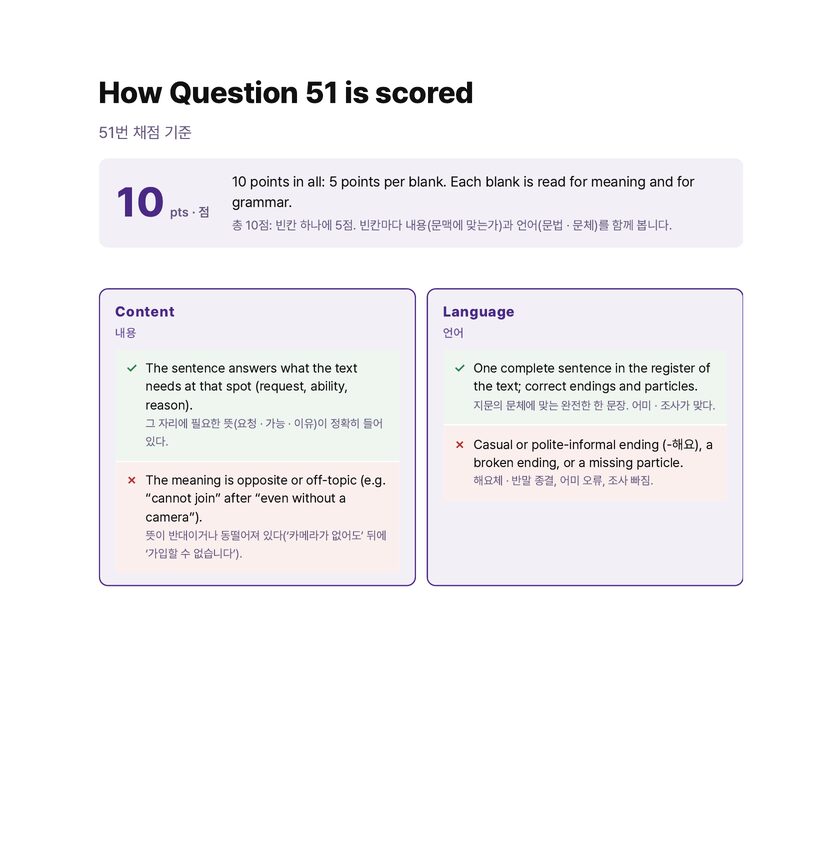 How Question 51 is scored
51번 채점 기준
10 pts · 점
10 points in all: 5 points per blank. Each blank is read for meaning and for
grammar.
총 10점: 빈칸 하나에 5점. 빈칸마다 내용(문맥에 맞는가)과 언어(문법 · 문체)를 함께 봅니다.
Content
내용
✓ The sentence answers what the text
needs at that spot (request, ability,
reason).
그 자리에 필요한 뜻(요청 · 가능 · 이유)이 정확히 들어
있다.
✕ The meaning is opposite or off-topic (e.g.
“cannot join” after “even without a
camera”).
뜻이 반대이거나 동떨어져 있다(‘카메라가 없어도’ 뒤에
‘가입할 수 없습니다’).
Language
언어
✓ One complete sentence in the register of
the text; correct endings and particles.
지문의 문체에 맞는 완전한 한 문장. 어미 · 조사가 맞다.
✕ Casual or polite-informal ending (-해요), a
broken ending, or a missing particle.
해요체 · 반말 종결, 어미 오류, 조사 빠짐.